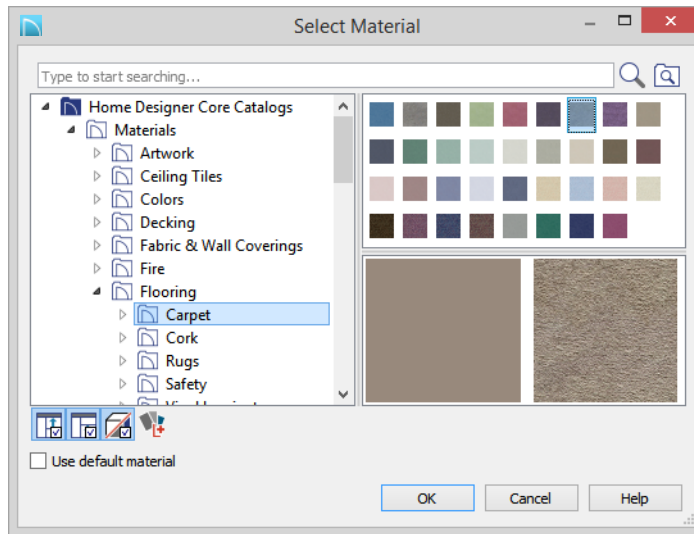 Select Material
Type to start searching...
Home Designer Core Catalogs
Materials
Artwork
Ceiling Tiles
Colors
Decking
Fabric & Wall Coverings
Fire
Flooring
Carpet
Cork
Rugs
Safety
Use default material
OK Cancel Help